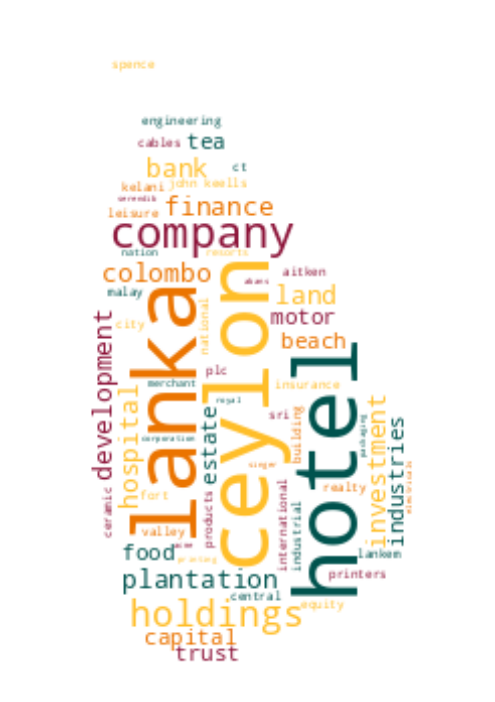 spence
engineering
cables
tea
bank
ct
kelani
john keells
serendib
leisure
finance
company
nation
resorts
colombo
aitken
abans
malay
land
lanka
ceylon
city
national
motor
development
beach
hotel
plc
merchant
insurance
hospital
royal
estate
sri
building
packaging
investment
industries
corporation
singer
electricals
ceramic
fort
products
international
industrial
realty
valley
food
printing
lankem
plantation
printers
central
holdings
equity
capital
trust